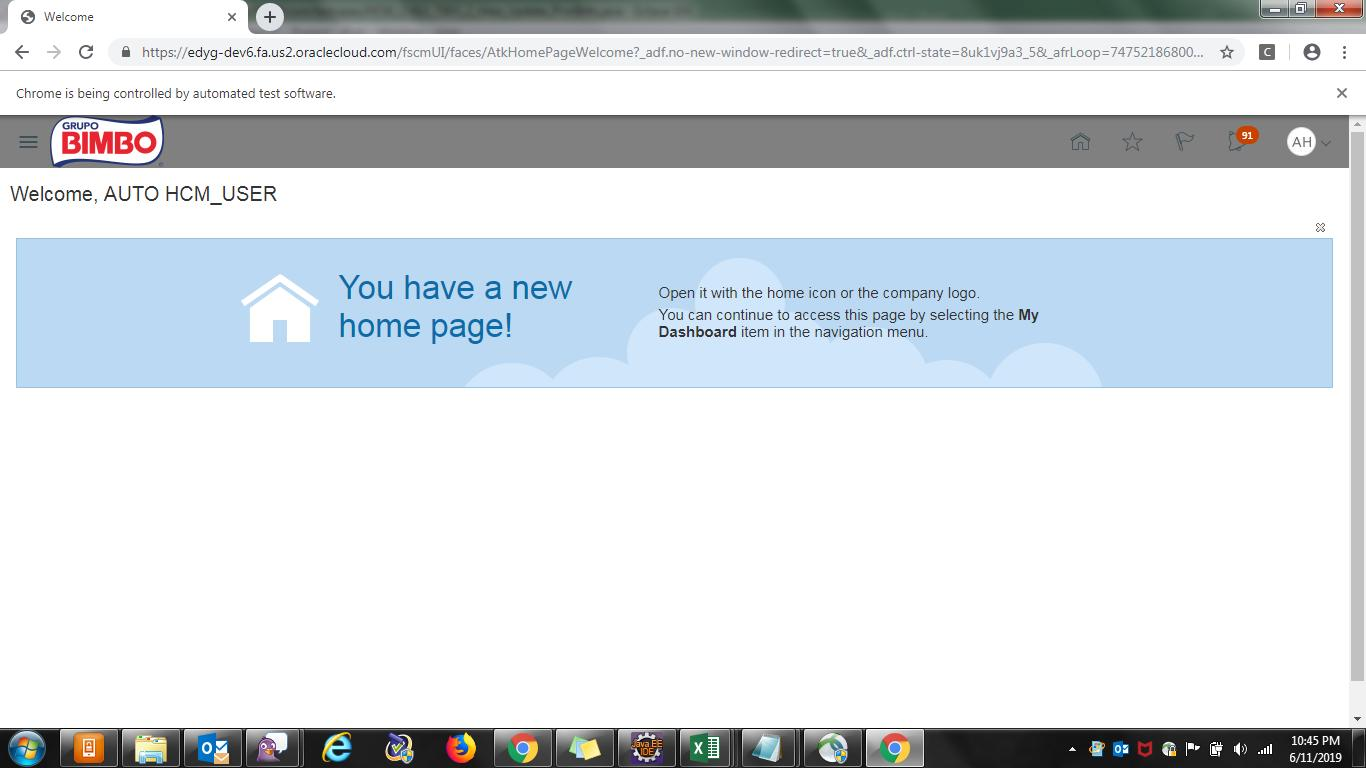 Welcome
https://edyg-dev6.fa.us2.oraclecloud.com/fscmUI/faces/AtkHomePageWelcome?_adf.no-new-window-redirect=true&_adf.ctrl-state=8uk1vj9a3_5&_afrLoop=74752186800...
C
Chrome is being controlled by automated test software.
GRUPO
BIMBO
91
AH
Welcome, AUTO HCM_USER
You have a new
home page!
Open it with the home icon or the company logo.
You can continue to access this page by selecting the My
Dashboard item in the navigation menu.
Java EE
IDE
10:45 PM
6/11/2019